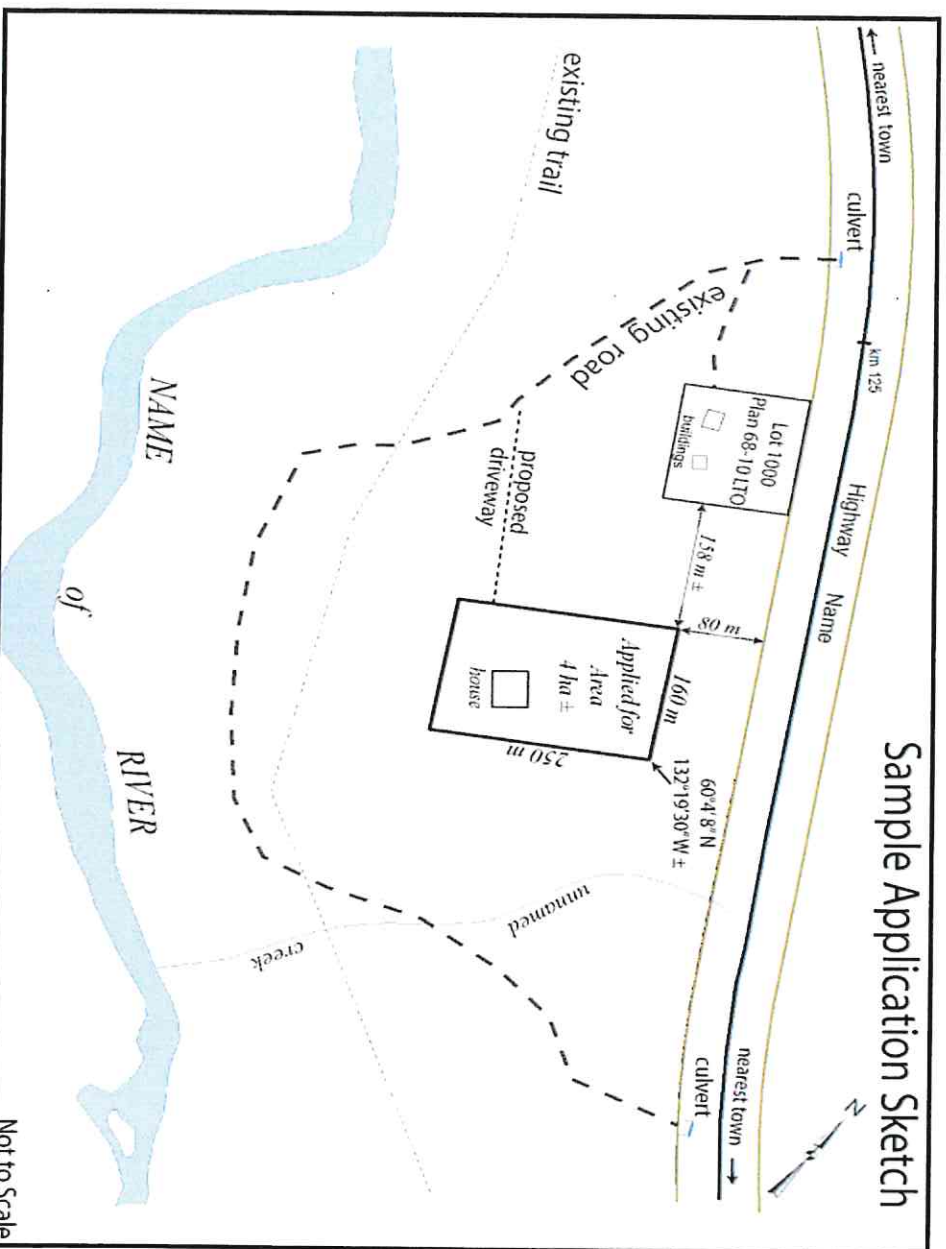 Sample Application Sketch
N
← nearest town
culvert
km 125
Highway Name
nearest town →
culvert
Lot 1000
Plan 68-10 LTO
buildings
158 m ±
80 m
existing road
existing trail
proposed
driveway
Applied for
Area
4 ha ±
house
160 m
250 m
60°4'8" N
132°19'30" W ±
unnamed
creek
NAME
of
RIVER
Not to Scale